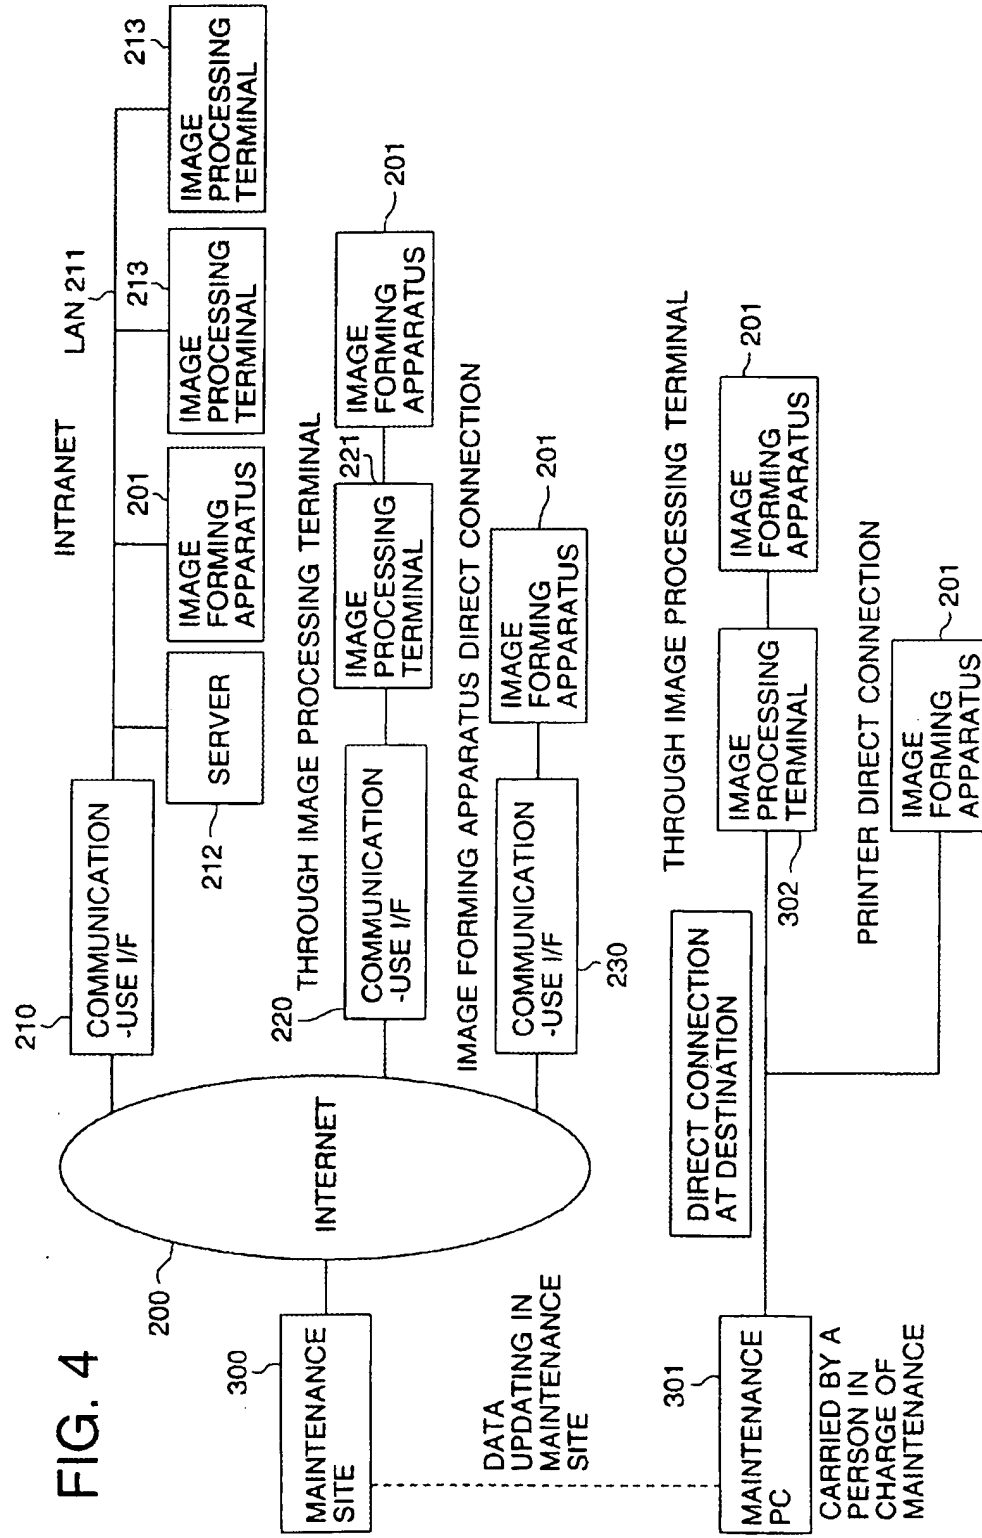 FIG. 4
INTRANET
LAN 211
210
COMMUNICATION
-USE I/F
212
SERVER
201
IMAGE
FORMING
APPARATUS
213
IMAGE
PROCESSING
TERMINAL
213
IMAGE
PROCESSING
TERMINAL
200
INTERNET
300
MAINTENANCE
SITE
THROUGH IMAGE PROCESSING TERMINAL
220
COMMUNICATION
-USE I/F
221
IMAGE
PROCESSING
TERMINAL
201
IMAGE
FORMING
APPARATUS
IMAGE FORMING APPARATUS DIRECT CONNECTION
230
COMMUNICATION
-USE I/F
201
IMAGE
FORMING
APPARATUS
DATA
UPDATING IN
MAINTENANCE
SITE
301
MAINTENANCE
PC
CARRIED BY A
PERSON IN
CHARGE OF
MAINTENANCE
DIRECT CONNECTION
AT DESTINATION
THROUGH IMAGE PROCESSING TERMINAL
302
IMAGE
PROCESSING
TERMINAL
201
IMAGE
FORMING
APPARATUS
PRINTER DIRECT CONNECTION
201
IMAGE
FORMING
APPARATUS